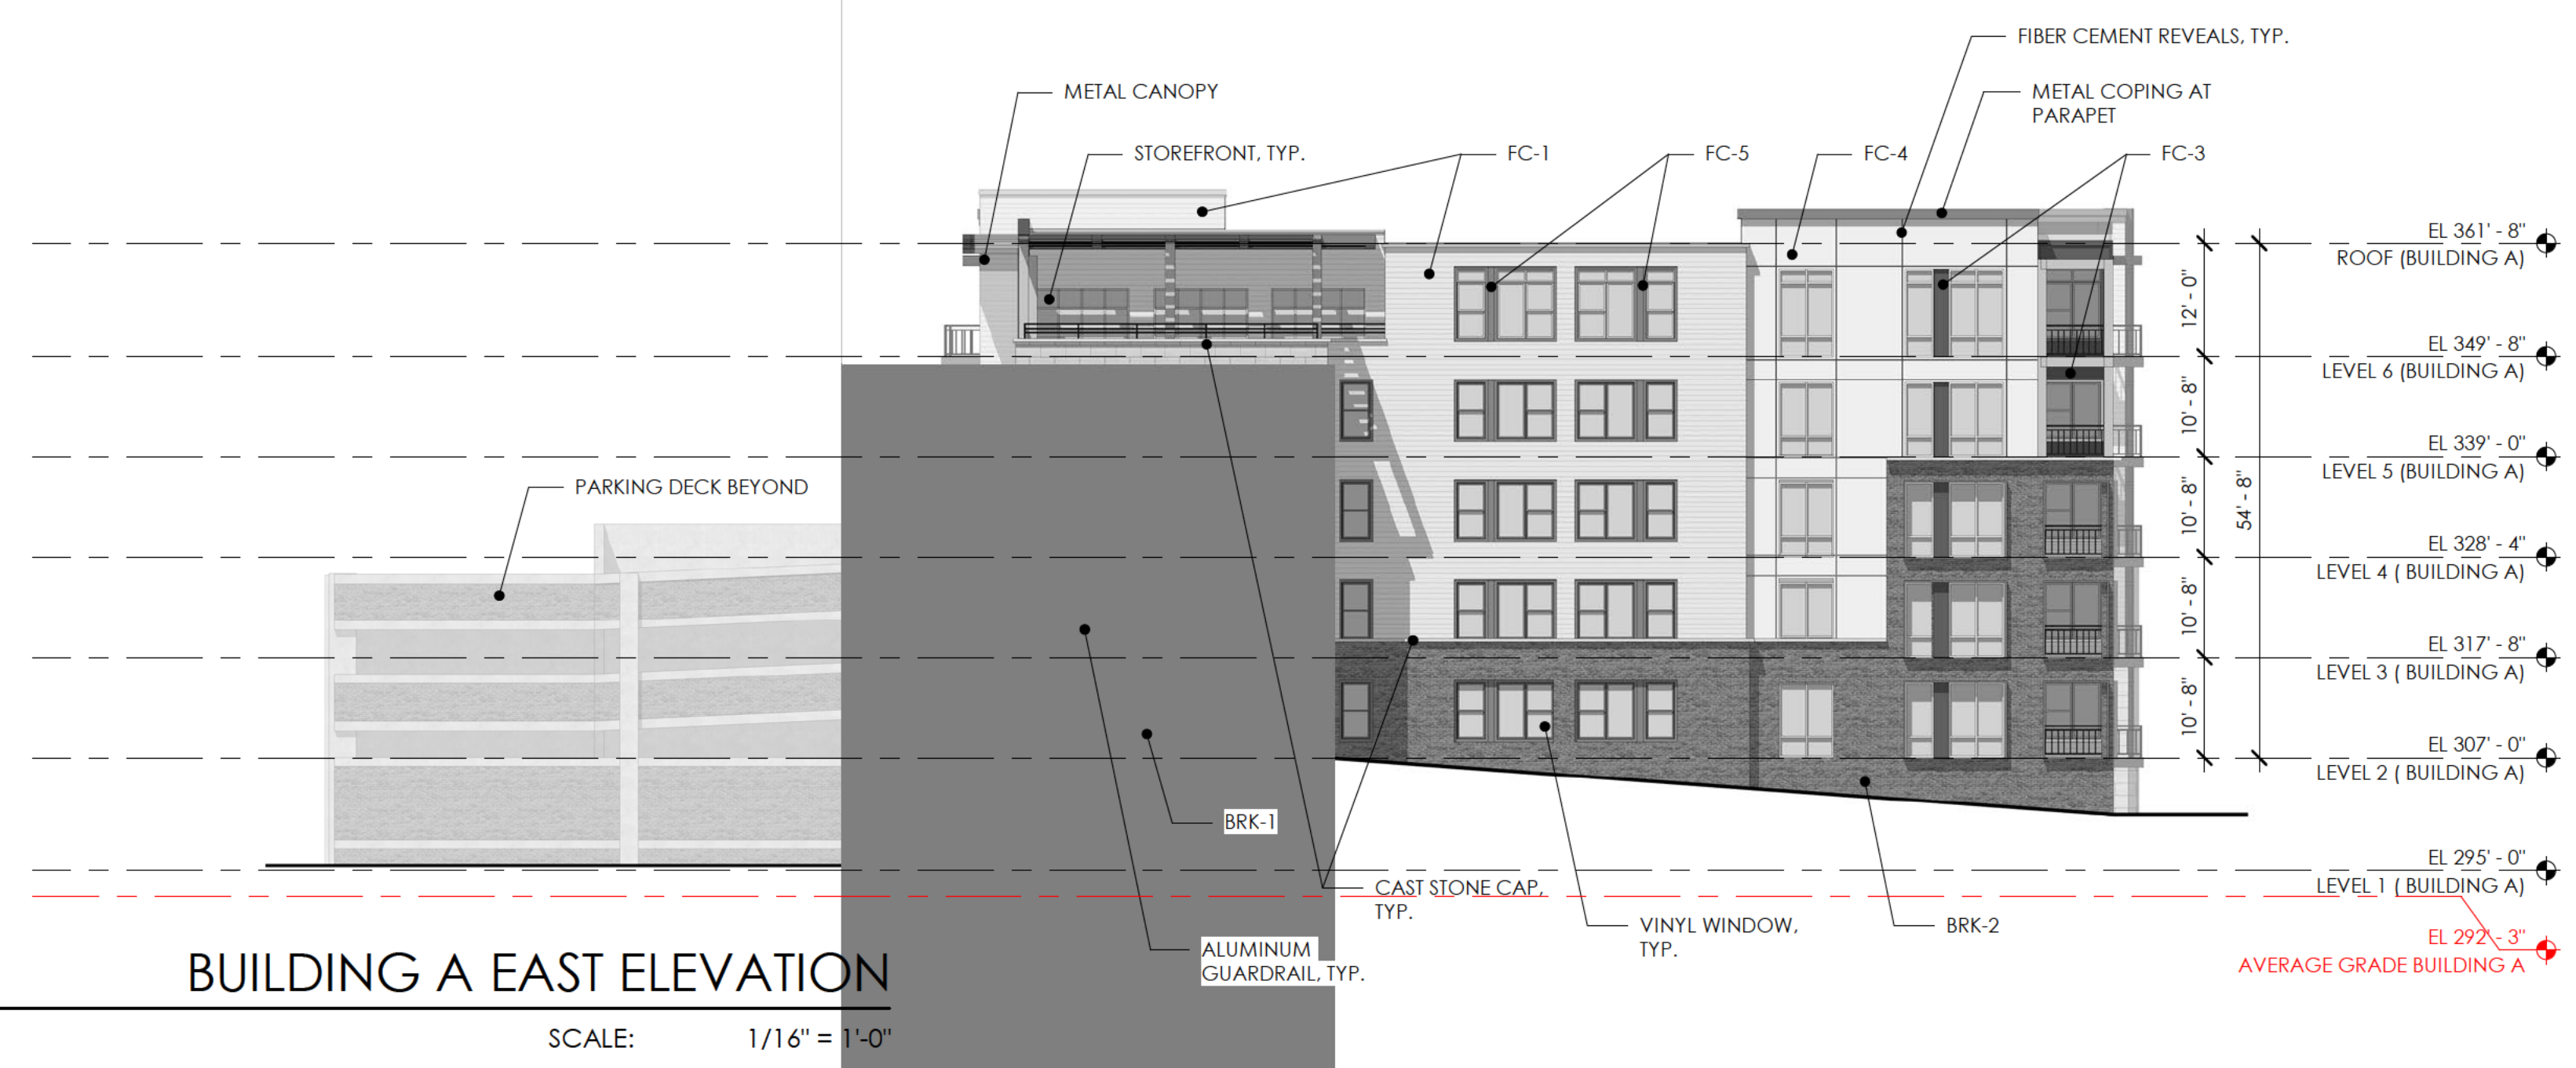 FIBER CEMENT REVEALS, TYP.
METAL CANOPY
METAL COPING AT
PARAPET
STOREFRONT, TYP.
FC-1
FC-5
FC-4
FC-3
EL 361' - 8"
ROOF (BUILDING A)
12' - 0"
EL 349' - 8"
LEVEL 6 (BUILDING A)
10' - 8"
EL 339' - 0"
LEVEL 5 (BUILDING A)
PARKING DECK BEYOND
10' - 8"
54' - 8"
EL 328' - 4"
LEVEL 4 ( BUILDING A)
10' - 8"
EL 317' - 8"
LEVEL 3 ( BUILDING A)
10' - 8"
EL 307' - 0"
LEVEL 2 ( BUILDING A)
BRK-1
EL 295' - 0"
LEVEL 1 ( BUILDING A)
CAST STONE CAP,
TYP.
VINYL WINDOW,
TYP.
BRK-2
EL 292' - 3"
AVERAGE GRADE BUILDING A
ALUMINUM
GUARDRAIL, TYP.
BUILDING A EAST ELEVATION
SCALE: 1/16" = 1'-0"